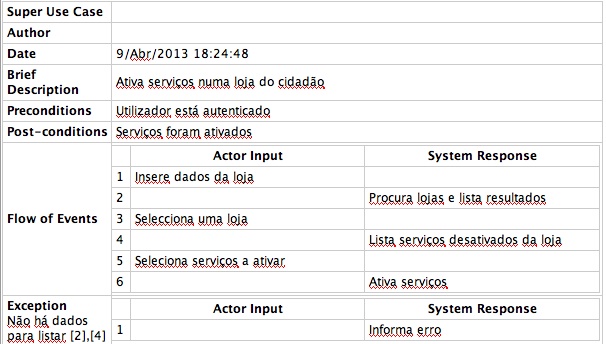 Super Use Case
Author
Date 9/Abr/2013 18:24:48
Brief
Description Ativa serviços numa loja do cidadão
Preconditions Utilizador está autenticado
Post-conditions Serviços foram ativados
Flow of Events
Actor Input System Response
1 Insere dados da loja
2 Procura lojas e lista resultados
3 Selecciona uma loja
4 Lista serviços desativados da loja
5 Seleciona serviços a ativar
6 Ativa serviços
Exception
Não há dados
para listar [2],[4]
Actor Input System Response
1 Informa erro